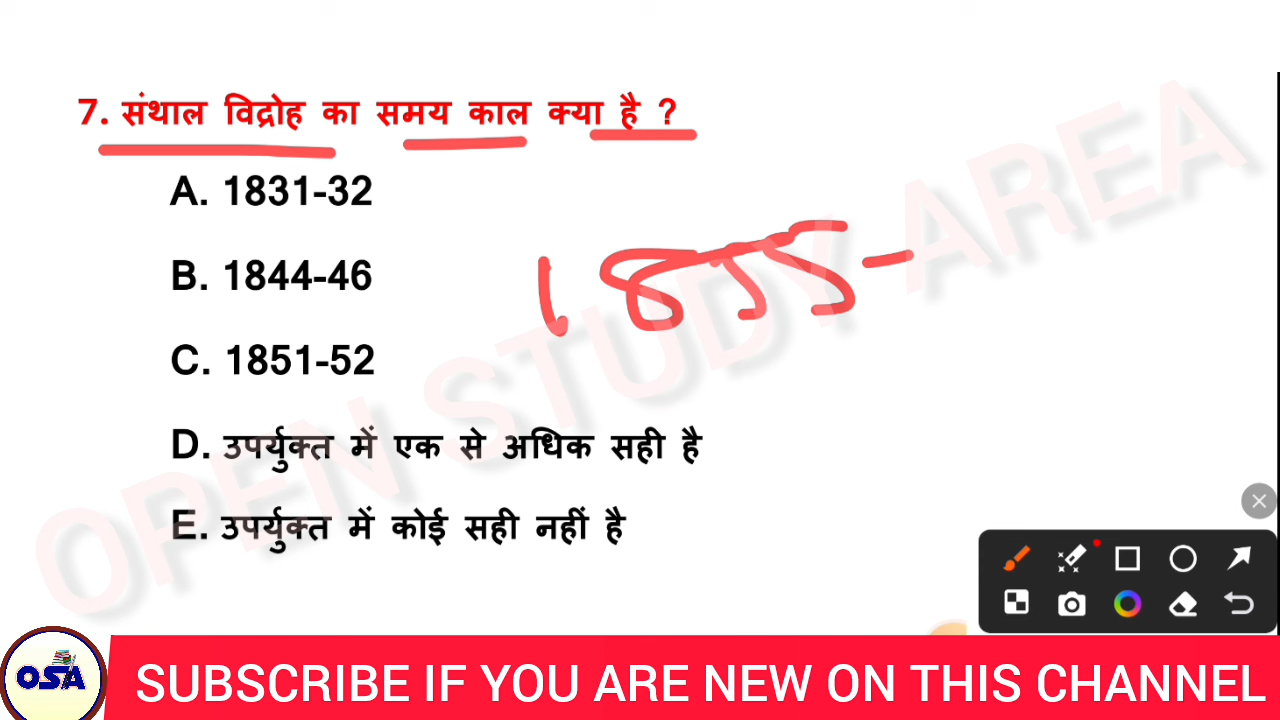 7. संथाल विद्रोह का समय काल क्या है ?
A. 1831-32
B. 1844-46
1855-
C. 1851-52
D. उपर्युक्त में एक से अधिक सही है
E. उपर्युक्त में कोई सही नहीं है
OPEN STUDY AREA
OSA
SUBSCRIBE IF YOU ARE NEW ON THIS CHANNEL